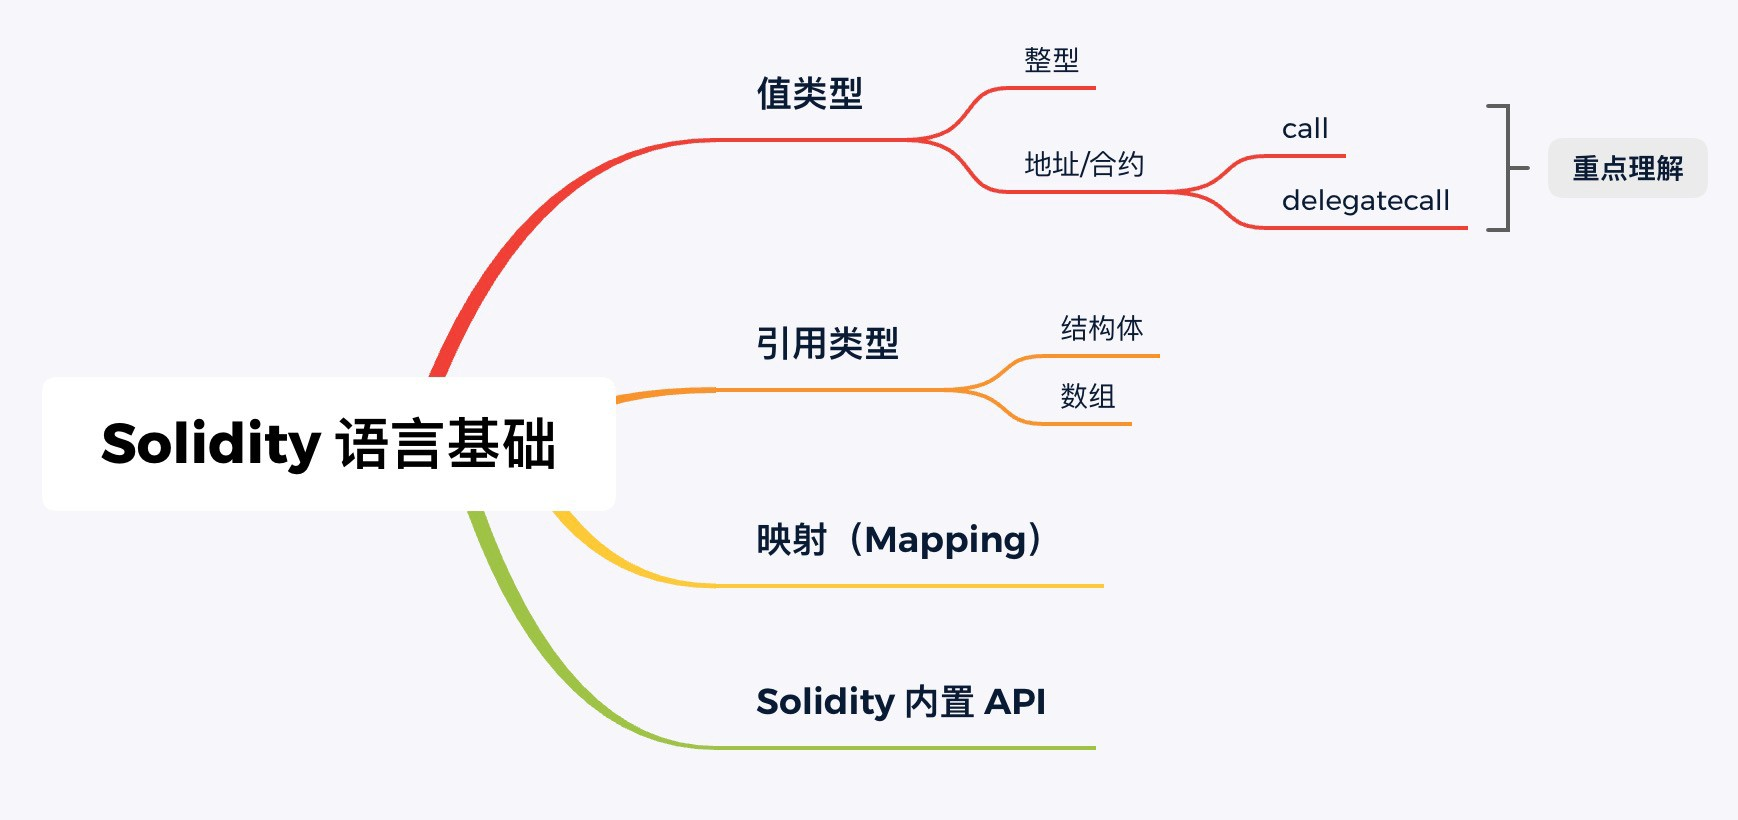 Solidity 语言基础
值类型
整型
地址/合约
call
delegatecall
重点理解
引用类型
结构体
数组
映射（Mapping）
Solidity 内置 API